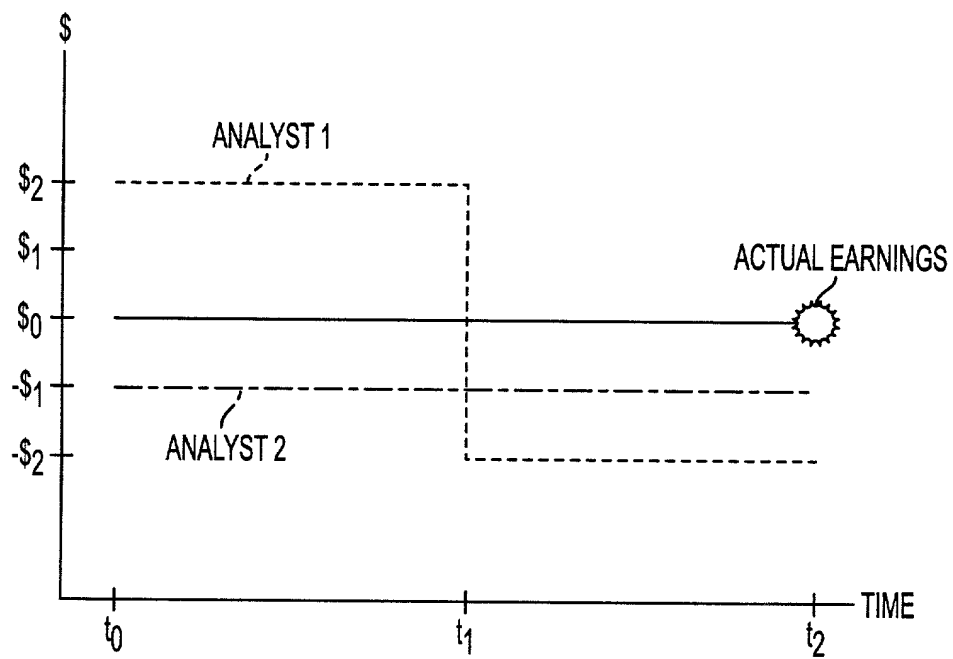 $
ANALYST 1
$2
$1
ACTUAL EARNINGS
$0
-$1
ANALYST 2
-$2
TIME
t0
t1
t2